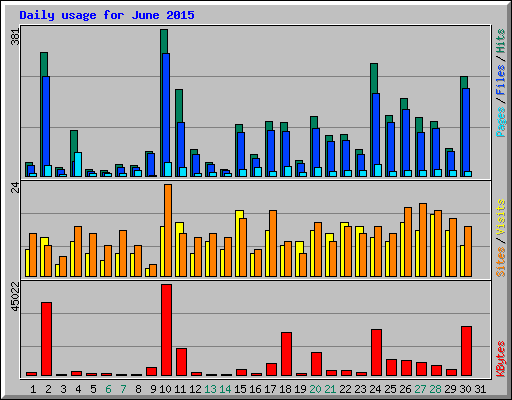 Daily usage for June 2015
381
Pages / Files / Hits
24
Sites / Visits
45022
KBytes
1 2 3 4 5 6 7 8 9 10 11 12 13 14 15 16 17 18 19 20 21 22 23 24 25 26 27 28 29 30 31